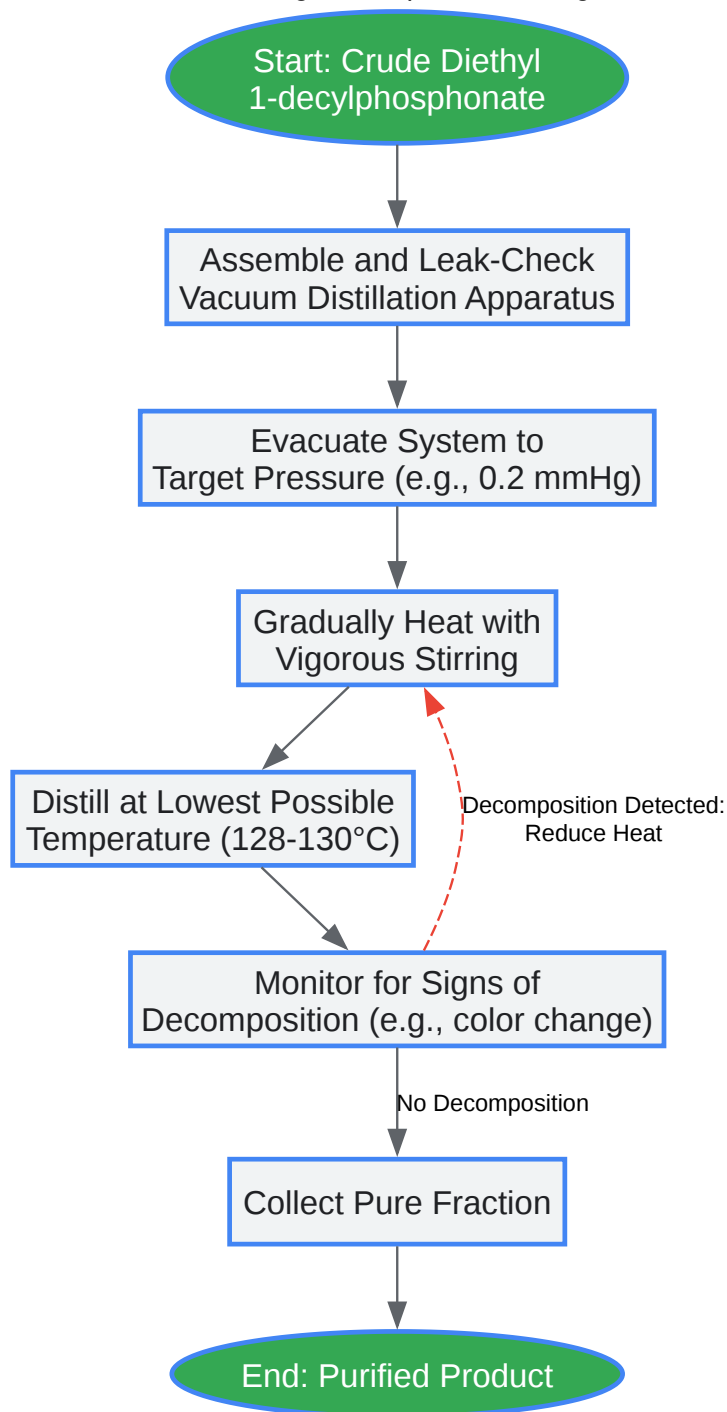 Start: Crude Diethyl
1-decylphosphonate
Assemble and Leak-Check
Vacuum Distillation Apparatus
Evacuate System to
Target Pressure (e.g., 0.2 mmHg)
Gradually Heat with
Vigorous Stirring
Distill at Lowest Possible
Temperature (128-130°C)
Decomposition Detected:
Reduce Heat
Monitor for Signs of
Decomposition (e.g., color change)
No Decomposition
Collect Pure Fraction
End: Purified Product